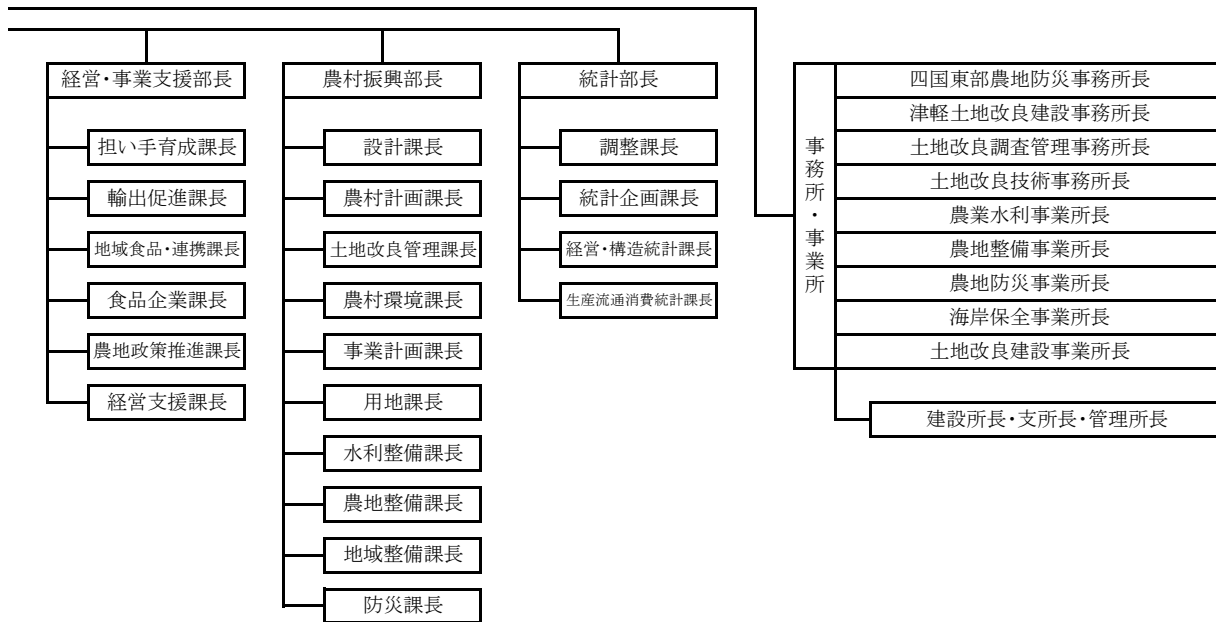 経営・事業支援部長
担い手育成課長
輸出促進課長
地域食品・連携課長
食品企業課長
農地政策推進課長
経営支援課長
農村振興部長
設計課長
農村計画課長
土地改良管理課長
農村環境課長
事業計画課長
用地課長
水利整備課長
農地整備課長
地域整備課長
防災課長
統計部長
調整課長
統計企画課長
経営・構造統計課長
生産流通消費統計課長
事務所・事業所
四国東部農地防災事務所長
津軽土地改良建設事務所長
土地改良調査管理事務所長
土地改良技術事務所長
農業水利事業所長
農地整備事業所長
農地防災事業所長
海岸保全事業所長
土地改良建設事業所長
建設所長・支所長・管理所長